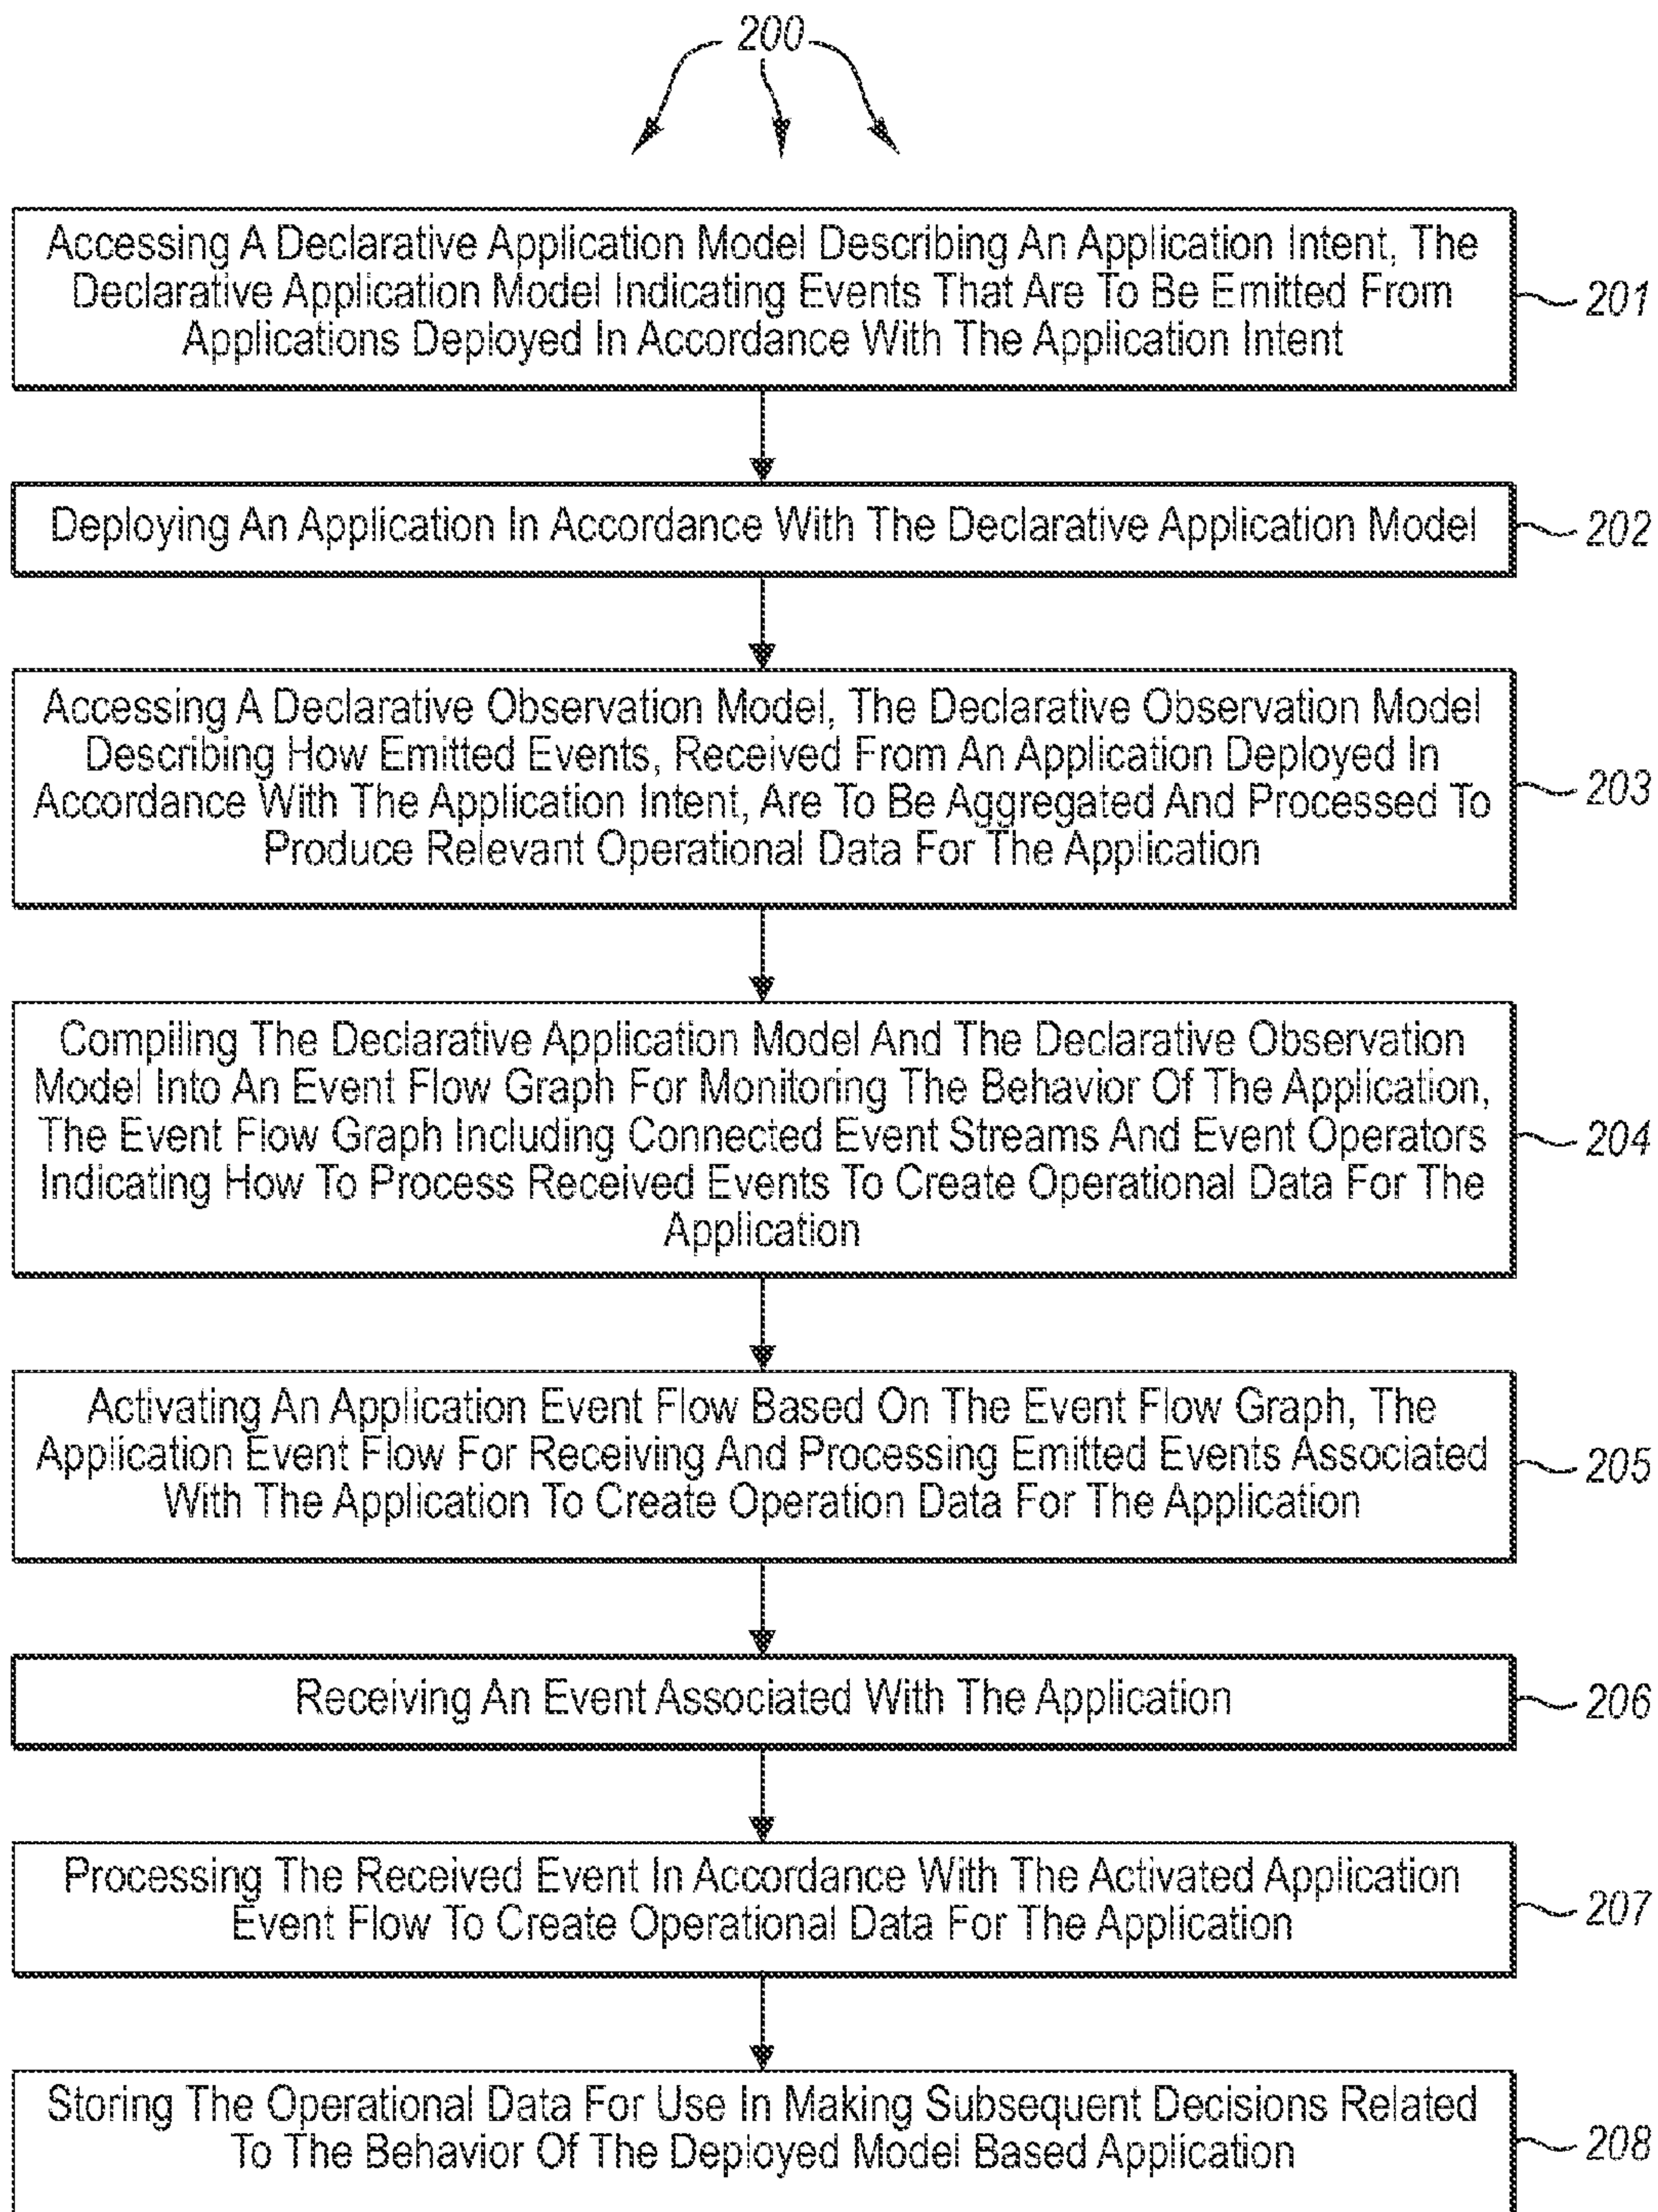 200
Accessing A Declarative Application Model Describing An Application Intent, The
Declarative Application Model Indicating Events That Are To Be Emitted From
Applications Deployed In Accordance With The Application Intent
201
Deploying An Application In Accordance With The Declarative Application Model
202
Accessing A Declarative Observation Model, The Declarative Observation Model
Describing How Emitted Events, Received From An Application Deployed In
Accordance With The Application Intent, Are To Be Aggregated And Processed To
Produce Relevant Operational Data For The Application
203
Compiling The Declarative Application Model And The Declarative Observation
Model Into An Event Flow Graph For Monitoring The Behavior Of The Application,
The Event Flow Graph Including Connected Event Streams And Event Operators
Indicating How To Process Received Events To Create Operational Data For The
Application
204
Activating An Application Event Flow Based On The Event Flow Graph, The
Application Event Flow For Receiving And Processing Emitted Events Associated
With The Application To Create Operation Data For The Application
205
Receiving An Event Associated With The Application
206
Processing The Received Event In Accordance With The Activated Application
Event Flow To Create Operational Data For The Application
207
Storing The Operational Data For Use In Making Subsequent Decisions Related
To The Behavior Of The Deployed Model Based Application
208